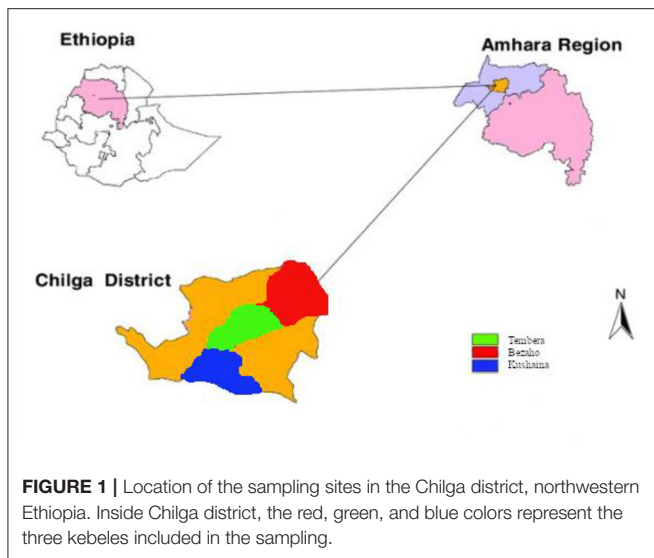 Ethiopia
Amhara Region
Chilga District
N
Tembera
Bezaho
Kushaina
FIGURE 1 | Location of the sampling sites in the Chilga district, northwestern
Ethiopia. Inside Chilga district, the red, green, and blue colors represent the
three kebeles included in the sampling.